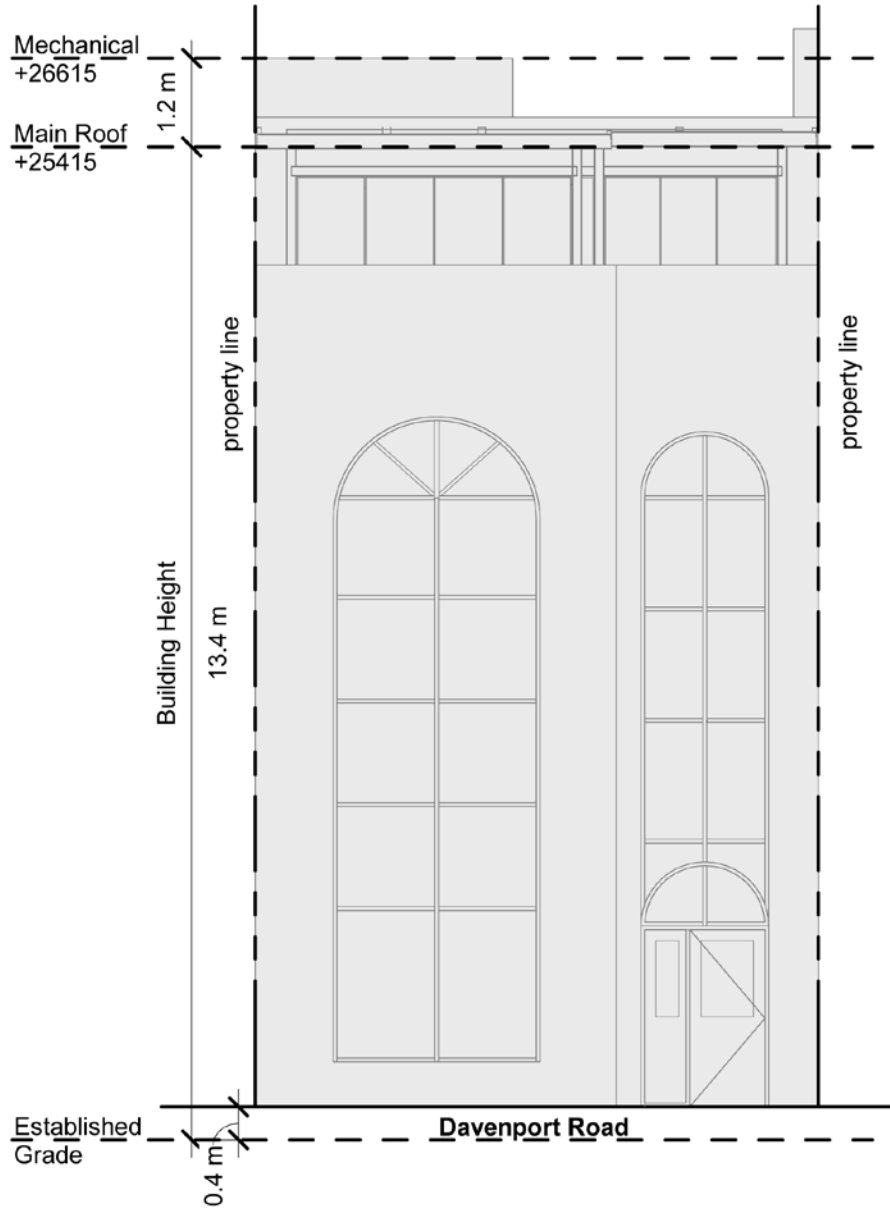 Mechanical
+26615
1.2 m
Main Roof
+25415
property line
property line
Building Height
13.4 m
Established
Grade
Davenport Road
0.4 m